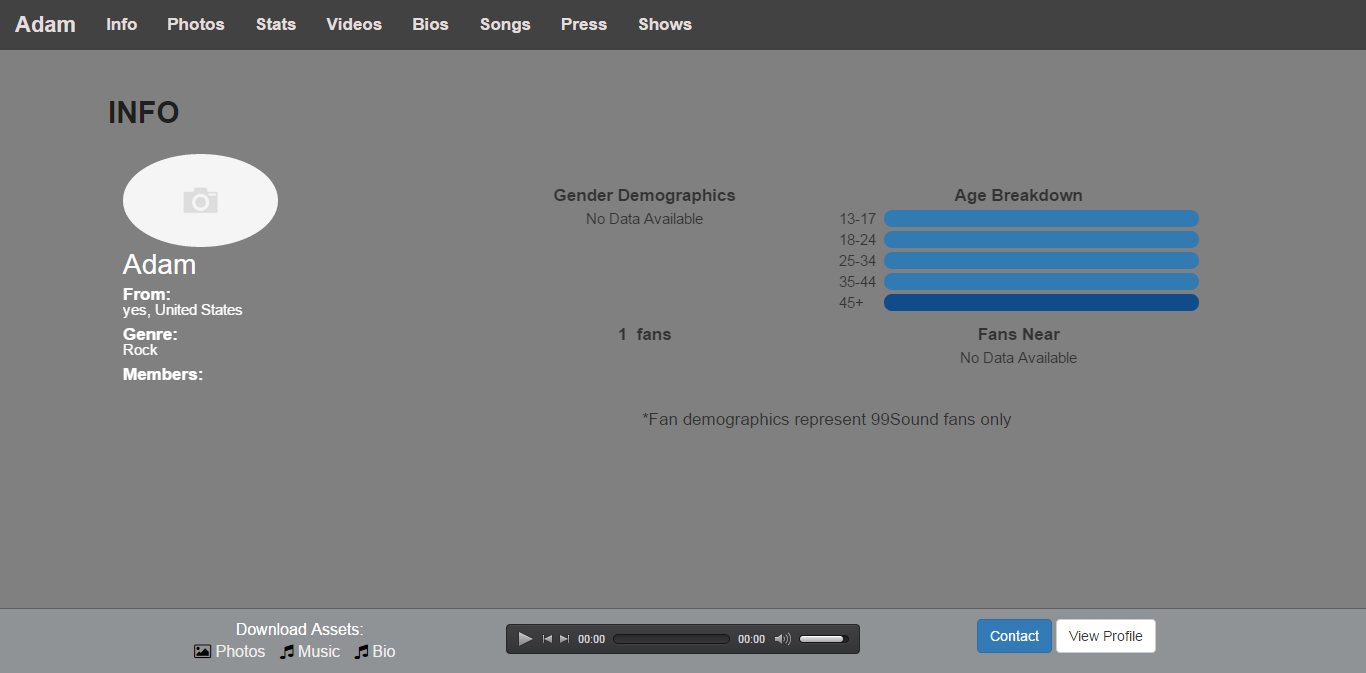 Adam Info Photos Stats Videos Bios Songs Press Shows
INFO
Adam
From:
yes, United States
Genre:
Rock
Members:
Gender Demographics
No Data Available
Age Breakdown
13-17
18-24
25-34
35-44
45+
1 fans
Fans Near
No Data Available
*Fan demographics represent 99Sound fans only
Download Assets:
Photos Music Bio
00:00 00:00
Contact View Profile